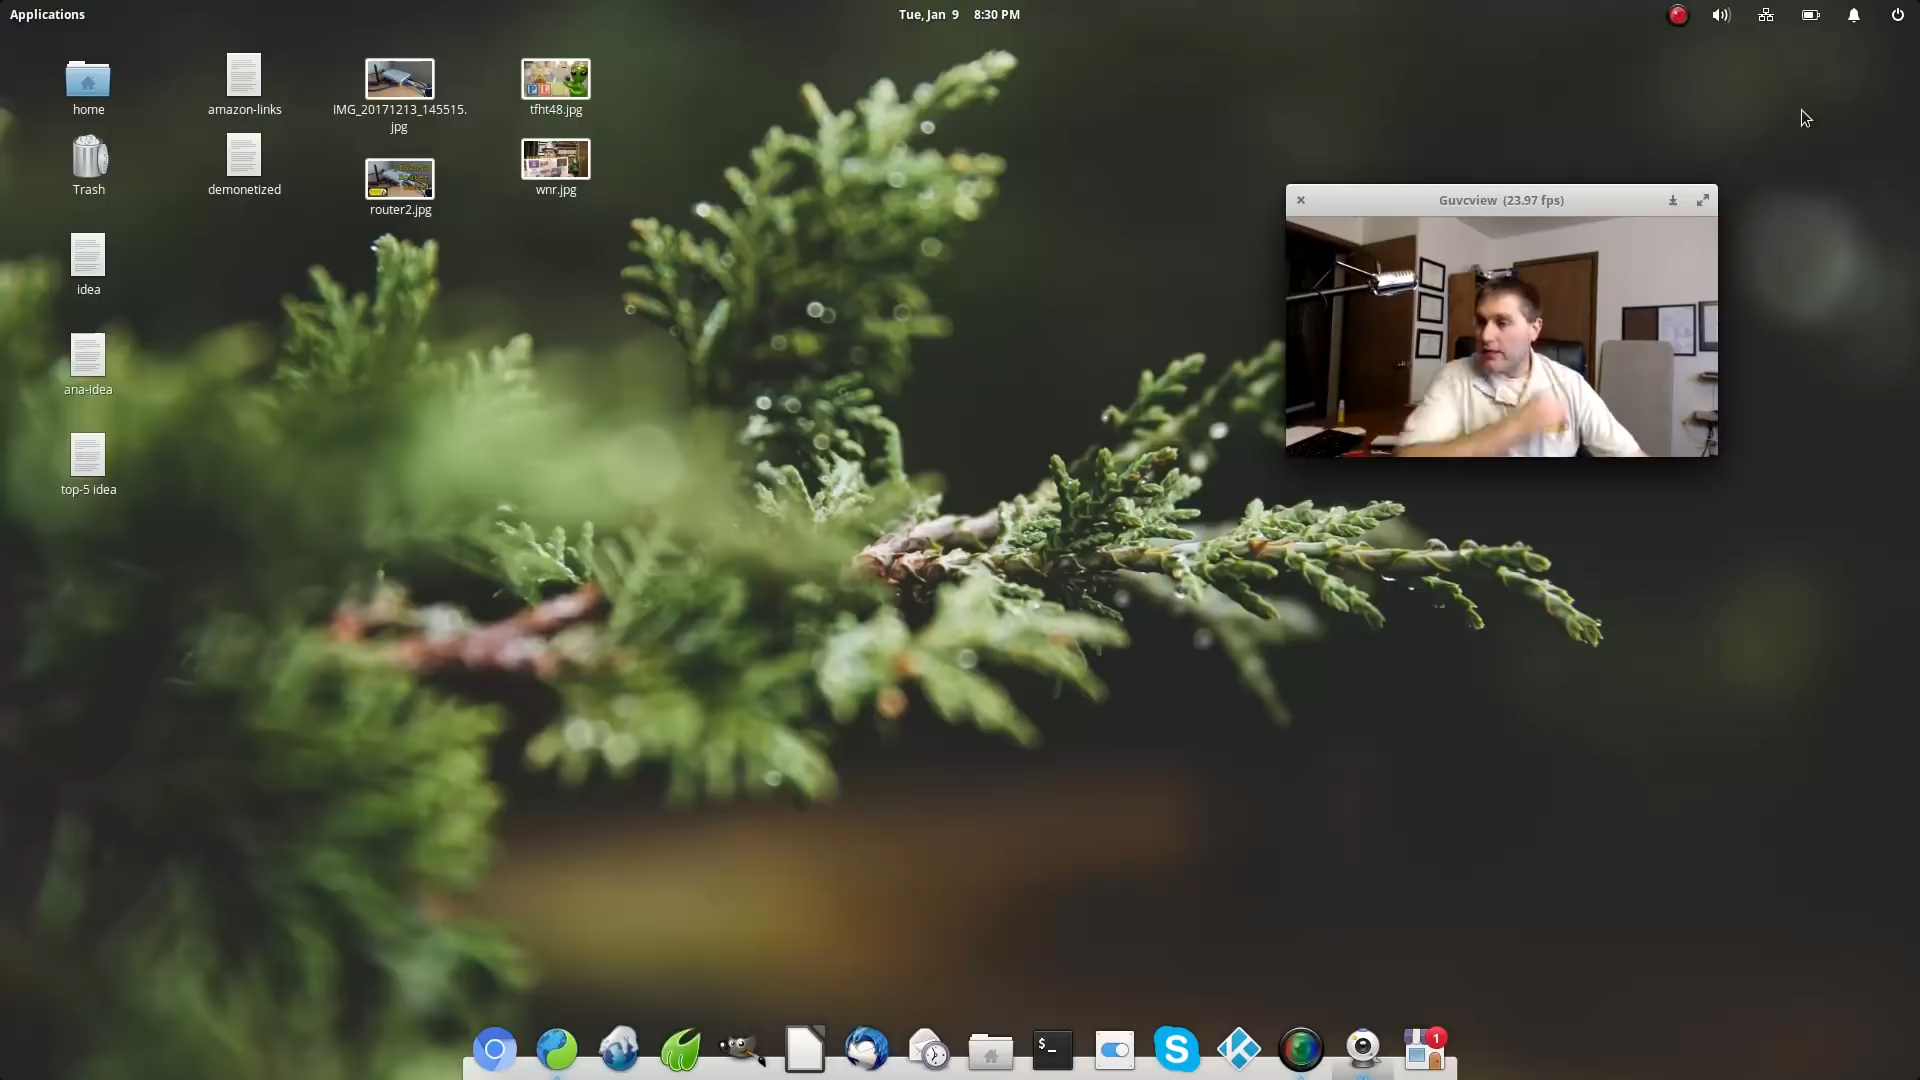 Applications
Tue, Jan 9 8:30 PM
home
amazon-links
IMG_20171213_145515.
jpg
tfht48.jpg
Trash
demonetized
router2.jpg
wnr.jpg
idea
ana-idea
top-5 idea
Guvcview (23.97 fps)
$_
S
1